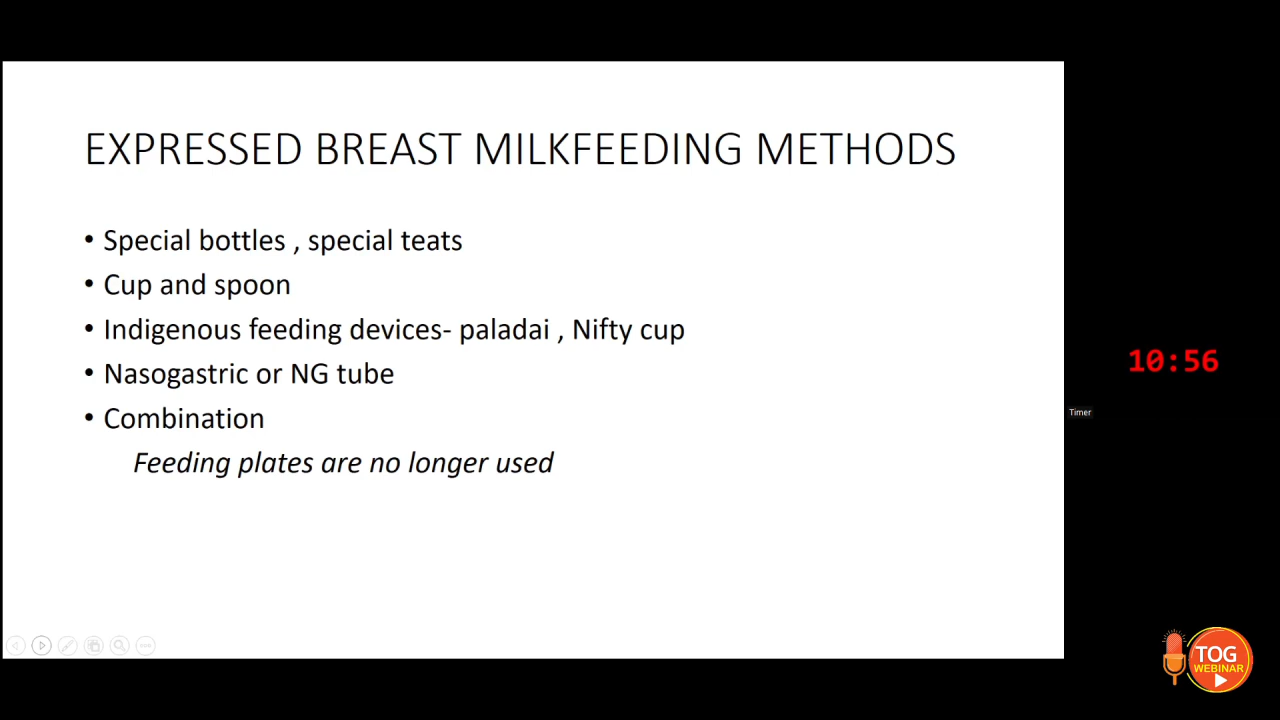 EXPRESSED BREAST MILKFEEDING METHODS
• Special bottles , special teats
• Cup and spoon
• Indigenous feeding devices- paladai , Nifty cup
• Nasogastric or NG tube
• Combination
Feeding plates are no longer used
10:56
Timer
TOG
WEBINAR